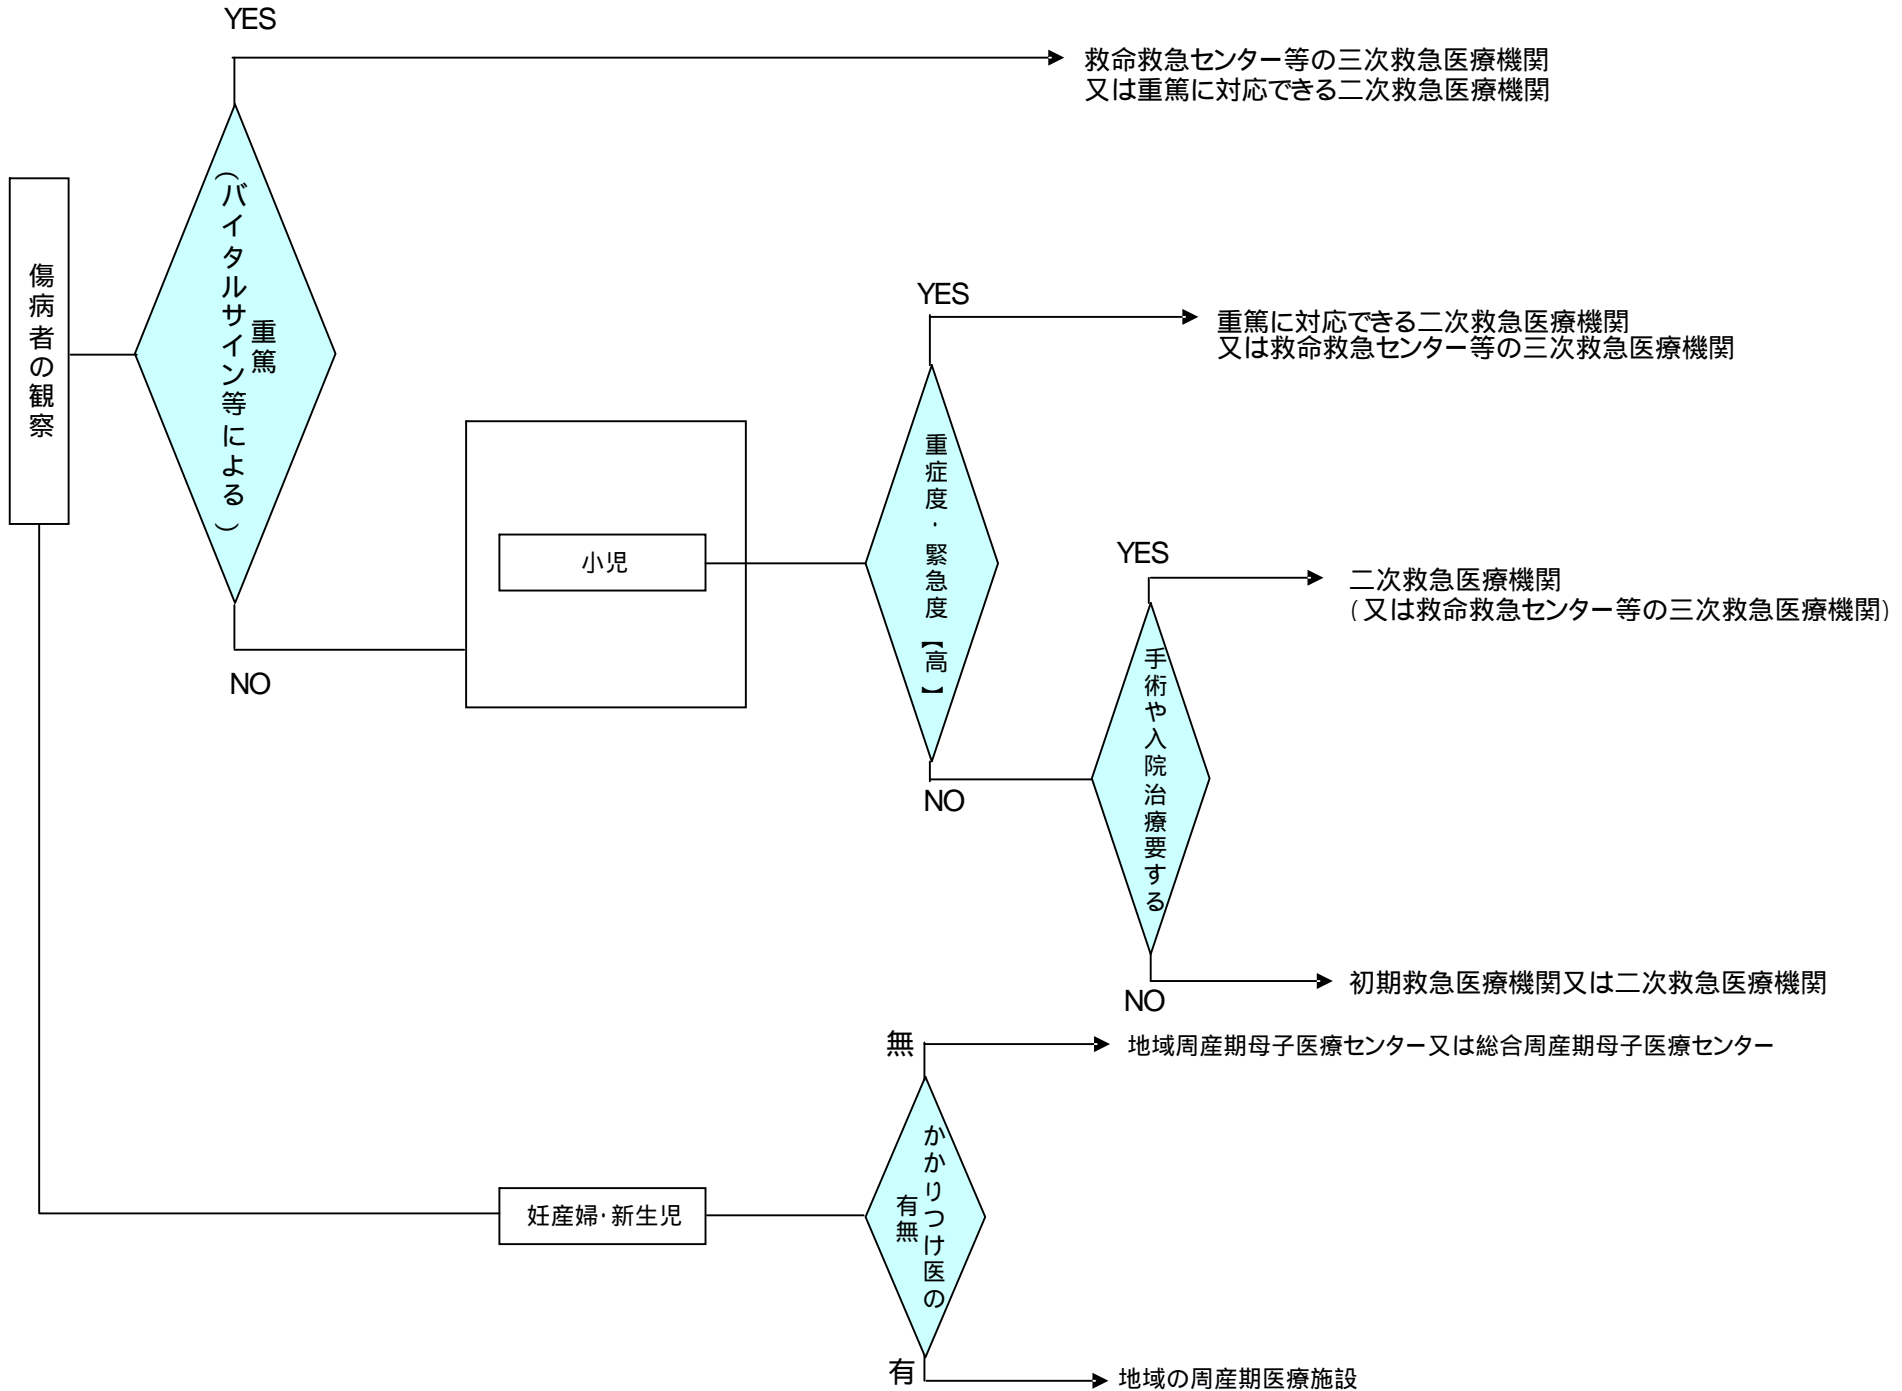 YES
救命救急センター等の三次救急医療機関
又は重篤に対応できる二次救急医療機関
傷病者の観察
重篤
(バイタルサイン等による)
NO
小児
YES
重篤に対応できる二次救急医療機関
又は救命救急センター等の三次救急医療機関
重症度・緊急度【高】
NO
YES
二次救急医療機関
(又は救命救急センター等の三次救急医療機関)
手術や入院治療要する
NO
初期救急医療機関又は二次救急医療機関
妊産婦・新生児
無
地域周産期母子医療センター又は総合周産期母子医療センター
かかりつけ医の
有無
有
地域の周産期医療施設